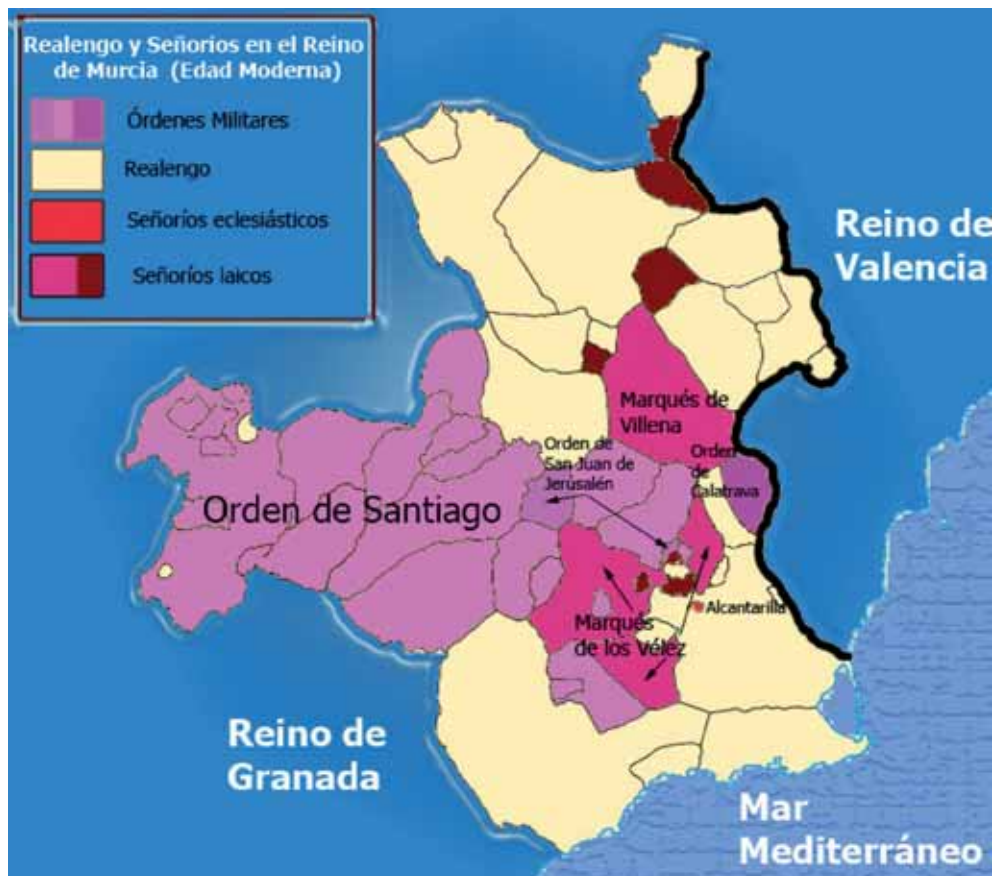 Realengo y Señoríos en el Reino
de Murcia (Edad Moderna)
Órdenes Militares
Realengo
Señoríos eclesiásticos
Señoríos laicos
Reino de
Valencia
Marqués de
Villena
Orden de
San Juan de
Jerusalén
Orden
de
Calatrava
Orden de Santiago
Alcantarilla
Marqués
de los Vélez
Reino de
Granada
Mar
Mediterráneo